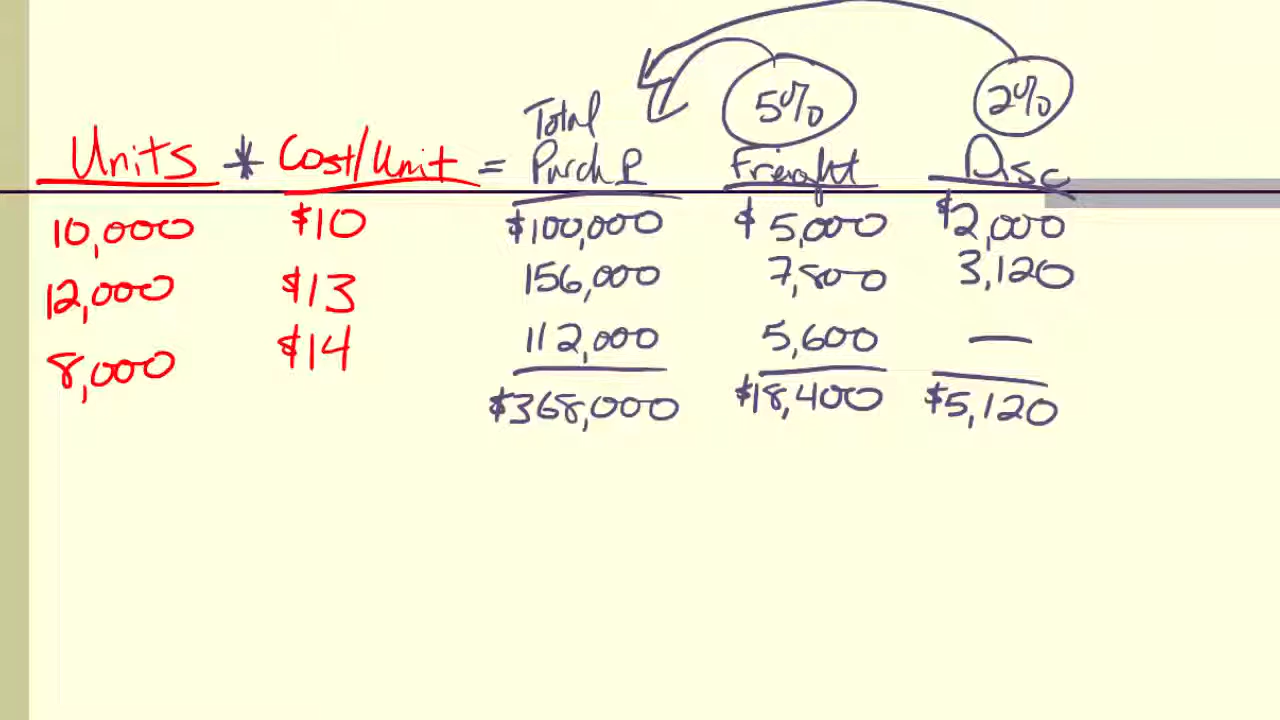 5% 2%
Total
Units * Cost/Unit = Purch P Freight Disc
10,000 $10 $100,000 $5,000 $2,000
12,000 $13 156,000 7,800 3,120
8,000 $14 112,000 5,600 —
$368,000 $18,400 $5,120